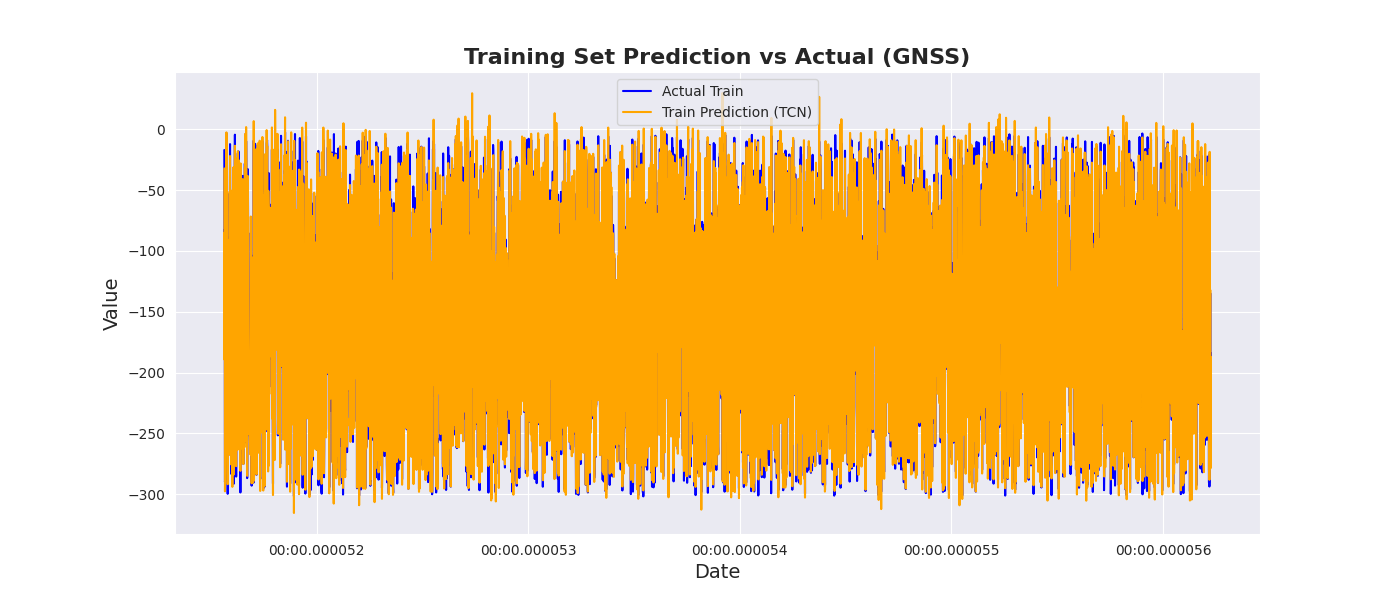 Training Set Prediction vs Actual (GNSS)
Actual Train
Train Prediction (TCN)
Value
0
−50
−100
−150
−200
−250
−300
00:00.000052
00:00.000053
00:00.000054
00:00.000055
00:00.000056
Date